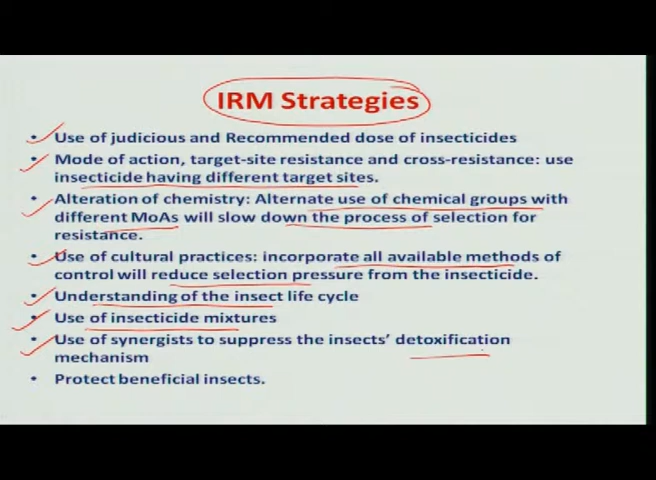 IRM Strategies
• Use of judicious and Recommended dose of insecticides
• Mode of action, target-site resistance and cross-resistance: use
insecticide having different target sites.
• Alteration of chemistry: Alternate use of chemical groups with
different MoAs will slow down the process of selection for
resistance.
• Use of cultural practices: incorporate all available methods of
control will reduce selection pressure from the insecticide.
• Understanding of the insect life cycle
• Use of insecticide mixtures
• Use of synergists to suppress the insects’ detoxification
mechanism
• Protect beneficial insects.